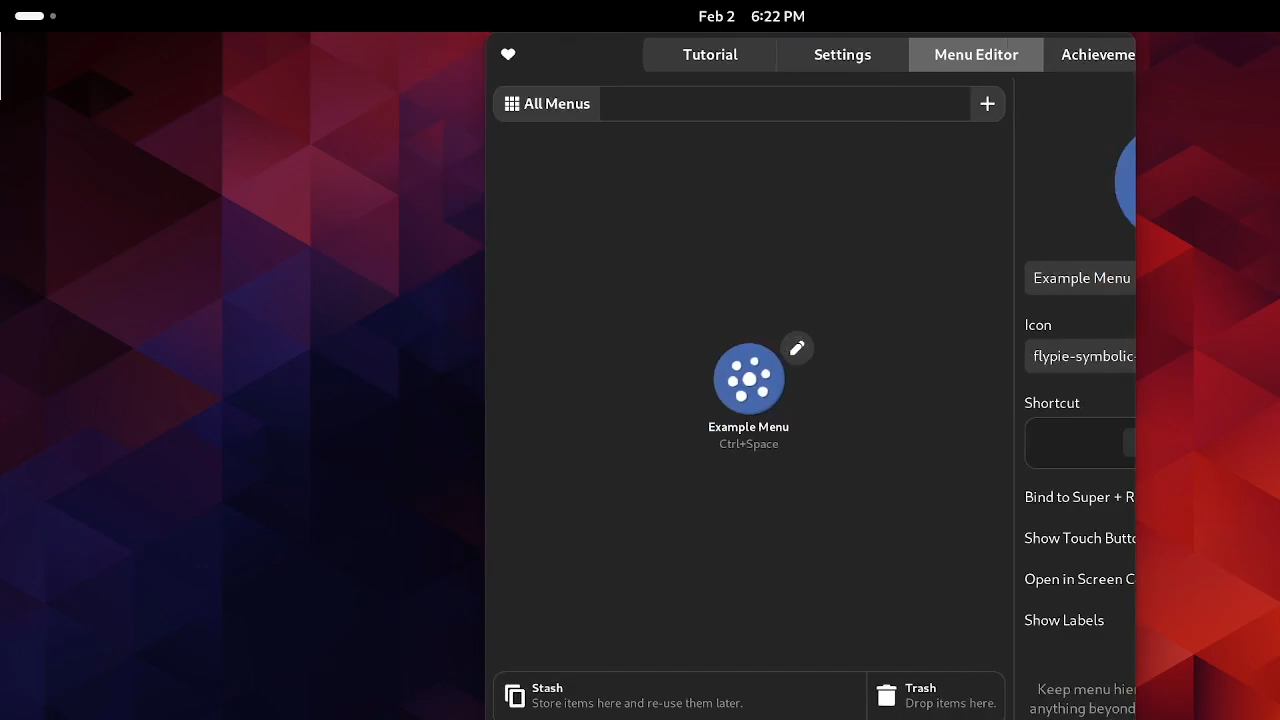 Feb 2 6:22 PM
Tutorial Settings Menu Editor Achieveme
All Menus
Example Menu
Icon
flypie-symbolic-
Shortcut
Example Menu
Ctrl+Space
Bind to Super + R
Show Touch Butto
Open in Screen C
Show Labels
Keep menu hier
anything beyond
Stash
Store items here and re-use them later.
Trash
Drop items here.